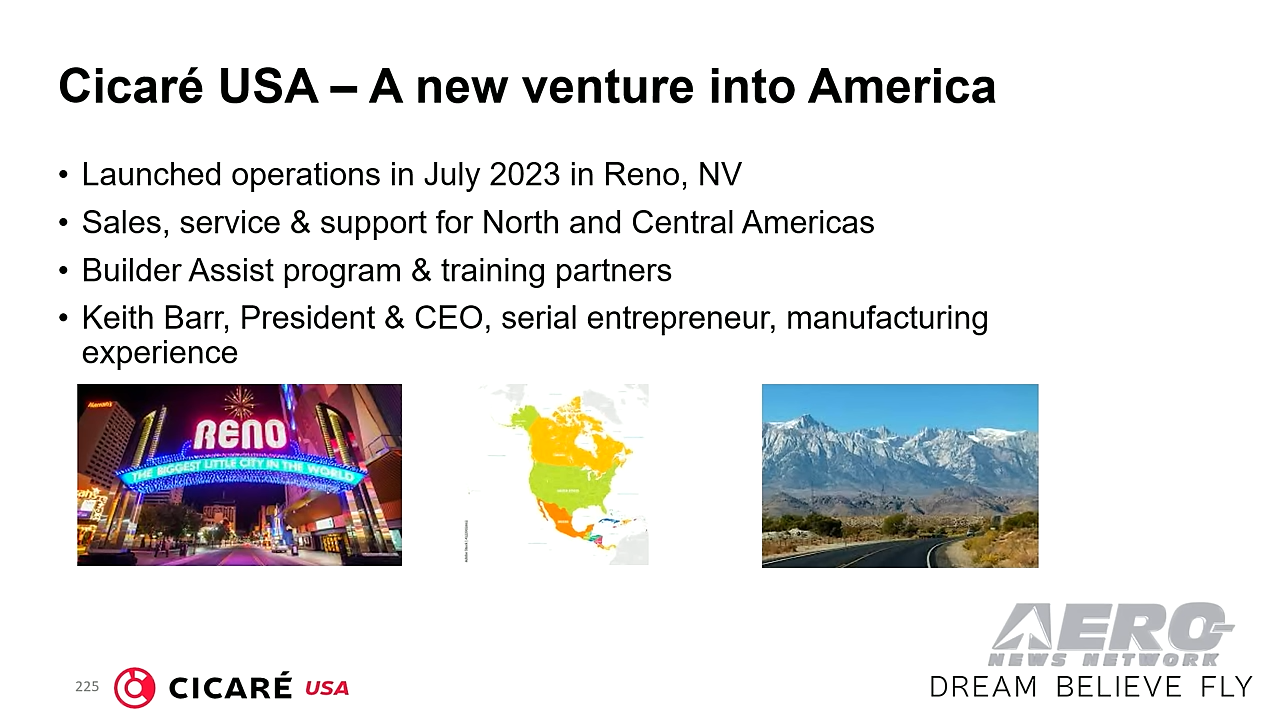 Cicaré USA – A new venture into America
• Launched operations in July 2023 in Reno, NV
• Sales, service & support for North and Central Americas
• Builder Assist program & training partners
• Keith Barr, President & CEO, serial entrepreneur, manufacturing
experience
RENO
THE BIGGEST LITTLE CITY IN THE WORLD
AERO
NEWS NETWORK
225
CICARÉ USA
DREAM BELIEVE FLY